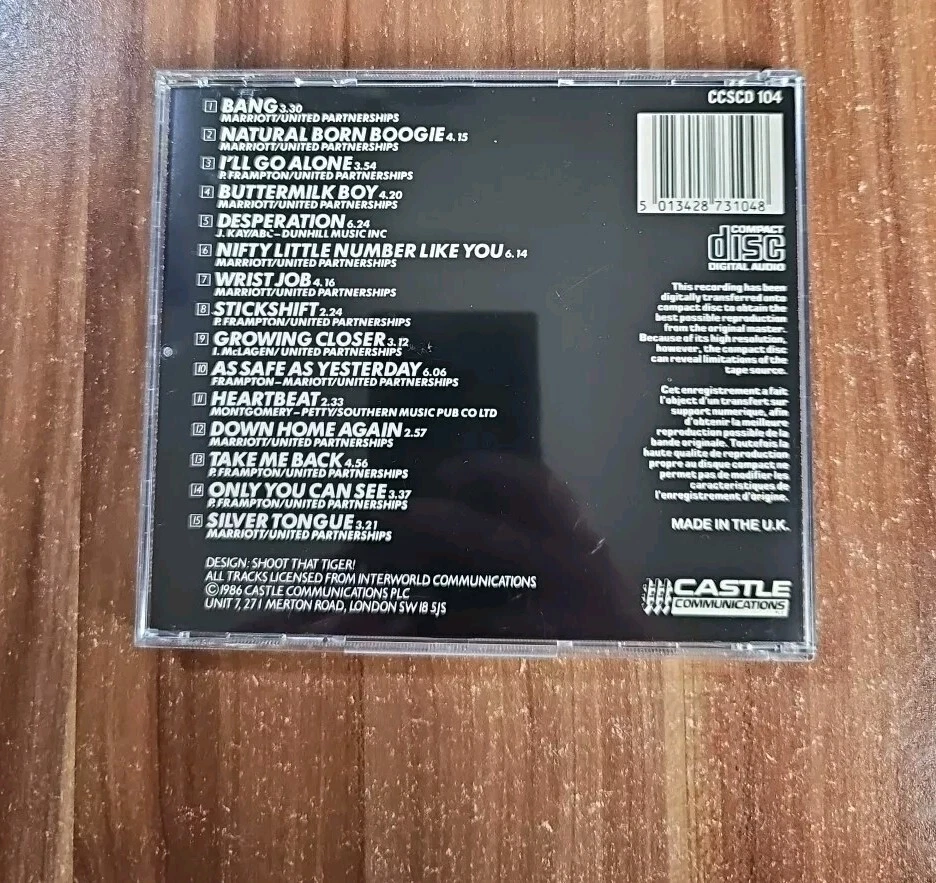 1 BANG 3.30
MARRIOTT/UNITED PARTNERSHIPS
2 NATURAL BORN BOOGIE 4.15
MARRIOTT/UNITED PARTNERSHIPS
3 I'LL GO ALONE 3.54
P. FRAMPTON/UNITED PARTNERSHIPS
4 BUTTERMILK BOY 4.20
MARRIOTT/UNITED PARTNERSHIPS
5 DESPERATION 6.24
J. KAY/ABC–DUNHILL MUSIC INC
6 NIFTY LITTLE NUMBER LIKE YOU 6.14
MARRIOTT/UNITED PARTNERSHIPS
7 WRIST JOB 4.16
MARRIOTT/UNITED PARTNERSHIPS
8 STICKSHIFT 2.24
P. FRAMPTON/UNITED PARTNERSHIPS
9 GROWING CLOSER 3.12
I. McLAGEN/UNITED PARTNERSHIPS
10 AS SAFE AS YESTERDAY 6.06
FRAMPTON–MARIOTT/UNITED PARTNERSHIPS
11 HEARTBEAT 2.33
MONTGOMERY–PETTY/SOUTHERN MUSIC PUB CO LTD
12 DOWN HOME AGAIN 2.57
MARRIOTT/UNITED PARTNERSHIPS
13 TAKE ME BACK 4.56
P. FRAMPTON/UNITED PARTNERSHIPS
14 ONLY YOU CAN SEE 3.37
P. FRAMPTON/UNITED PARTNERSHIPS
15 SILVER TONGUE 3.21
MARRIOTT/UNITED PARTNERSHIPS
DESIGN: SHOOT THAT TIGER!
ALL TRACKS LICENSED FROM INTERWORLD COMMUNICATIONS
©1986 CASTLE COMMUNICATIONS PLC
UNIT 7, 271 MERTON ROAD, LONDON SW18 5JS
CCSCD 104
5 013428 731048
COMPACT
disc
DIGITAL AUDIO
This recording has been
digitally transferred onto
compact disc to obtain the
best possible reproduction
from the original master.
Because of its high resolution,
however, the compact disc
can reveal limitations of the
tape source.
Cet enregistrement a fait
l'object d'un transfert sur
support numerique, afin
d'obtenir la meilleure
reproduction possible de la
bande originale. Toutefois la
haute qualite de reproduction
propre au disque compact ne
permet pas de modifier les
caracteristiques de
l'enregistrement d'origine.
MADE IN THE U.K.
CASTLE
COMMUNICATIONS